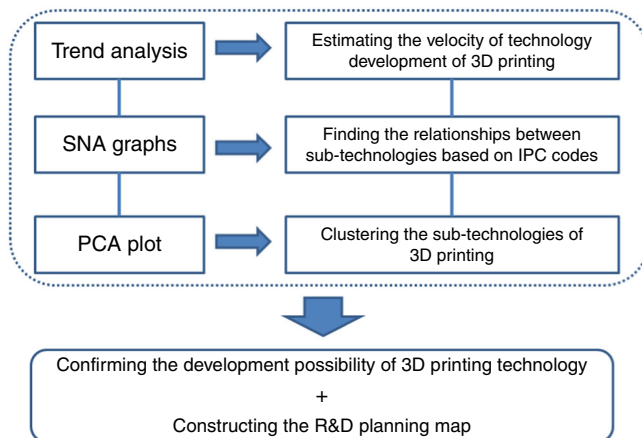 Trend analysis
Estimating the velocity of technology
development of 3D printing
SNA graphs
Finding the relationships between
sub-technologies based on IPC codes
PCA plot
Clustering the sub-technologies of
3D printing
Confirming the development possibility of 3D printing technology
+
Constructing the R&D planning map